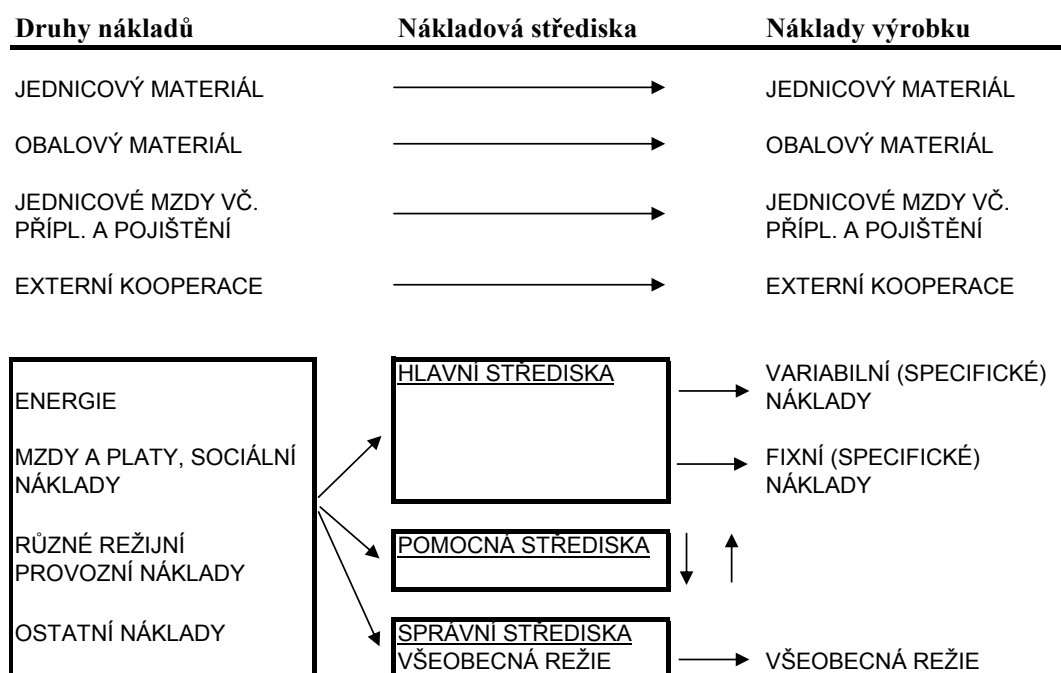 Druhy nákladů Nákladová střediska Náklady výrobku
JEDNICOVÝ MATERIÁL JEDNICOVÝ MATERIÁL
OBALOVÝ MATERIÁL OBALOVÝ MATERIÁL
JEDNICOVÉ MZDY VČ. JEDNICOVÉ MZDY VČ.
PŘÍPL. A POJIŠTĚNÍ PŘÍPL. A POJIŠTĚNÍ
EXTERNÍ KOOPERACE EXTERNÍ KOOPERACE
ENERGIE
MZDY A PLATY, SOCIÁLNÍ
NÁKLADY
RŮZNÉ REŽIJNÍ
PROVOZNÍ NÁKLADY
OSTATNÍ NÁKLADY
HLAVNÍ STŘEDISKA
POMOCNÁ STŘEDISKA
SPRÁVNÍ STŘEDISKA
VŠEOBECNÁ REŽIE
VARIABILNÍ (SPECIFICKÉ)
NÁKLADY
FIXNÍ (SPECIFICKÉ)
NÁKLADY
VŠEOBECNÁ REŽIE